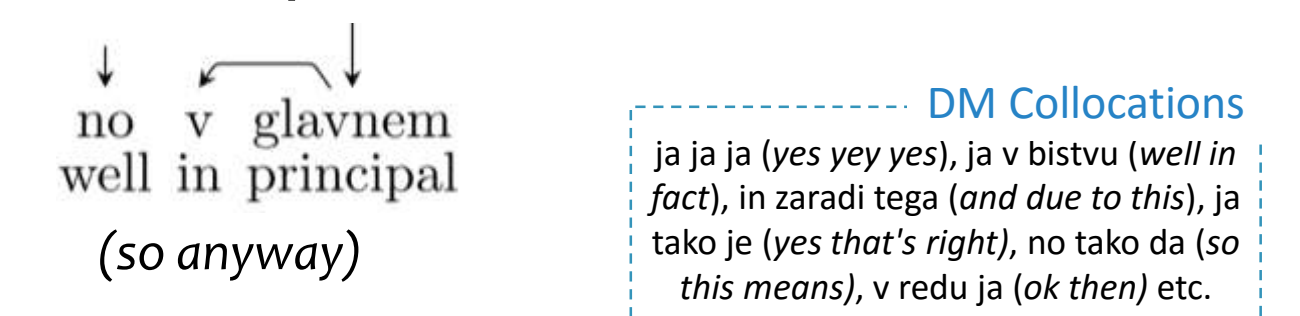 no v glavnem
well in principal
(so anyway)
DM Collocations
ja ja ja (yes yey yes), ja v bistvu (well in
fact), in zaradi tega (and due to this), ja
tako je (yes that's right), no tako da (so
this means), v redu ja (ok then) etc.